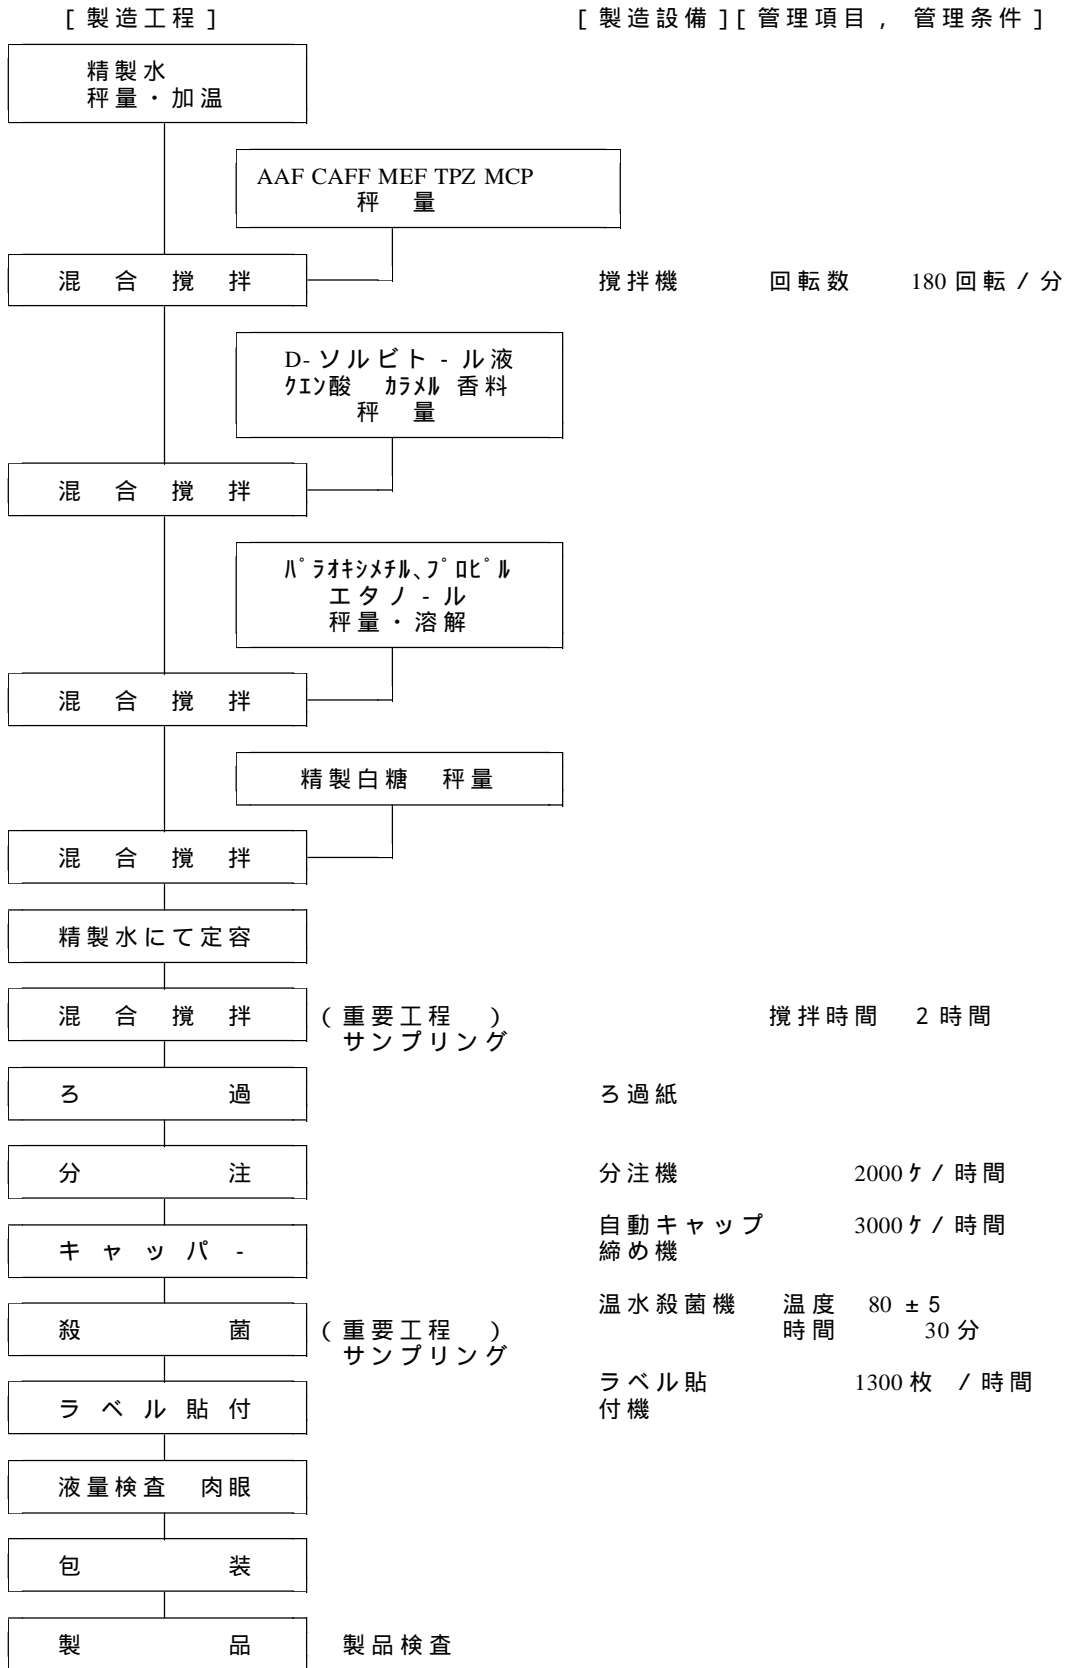 [製造工程] [製造設備][管理項目, 管理条件]
精製水
秤量・加温
AAF CAFF MEF TPZ MCP
秤 量
混 合 撹 拌 撹拌機 回転数 180回転/分
D-ソルビト-ル液
クエン酸 カラメル 香料
秤 量
混 合 撹 拌
パラオキシメチル、プロピル
エタノ-ル
秤量・溶解
混 合 撹 拌
精製白糖 秤量
混 合 撹 拌
精製水にて定容
混 合 撹 拌 (重要工程 ) 撹拌時間 2時間
サンプリング
ろ 過 ろ過紙
分 注 分注機 2000ケ/時間
キャッパ- 自動キャップ 3000ケ/時間
締め機
殺 菌 (重要工程 ) 温水殺菌機 温度 80 ±5
サンプリング 時間 30分
ラベル貼付 ラベル貼 1300枚 /時間
付機
液量検査 肉眼
包 装
製 品 製品検査